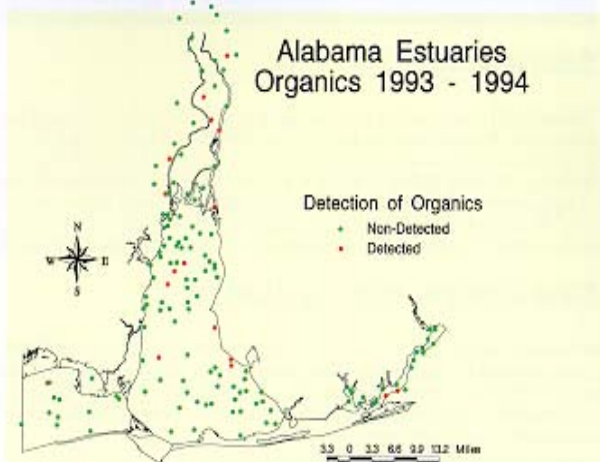 Alabama Estuaries
Organics 1993 - 1994
Detection of Organics
Non-Detected
Detected
N
W E
S
3.3 0 3.3 6.6 9.9 13.2 Miles